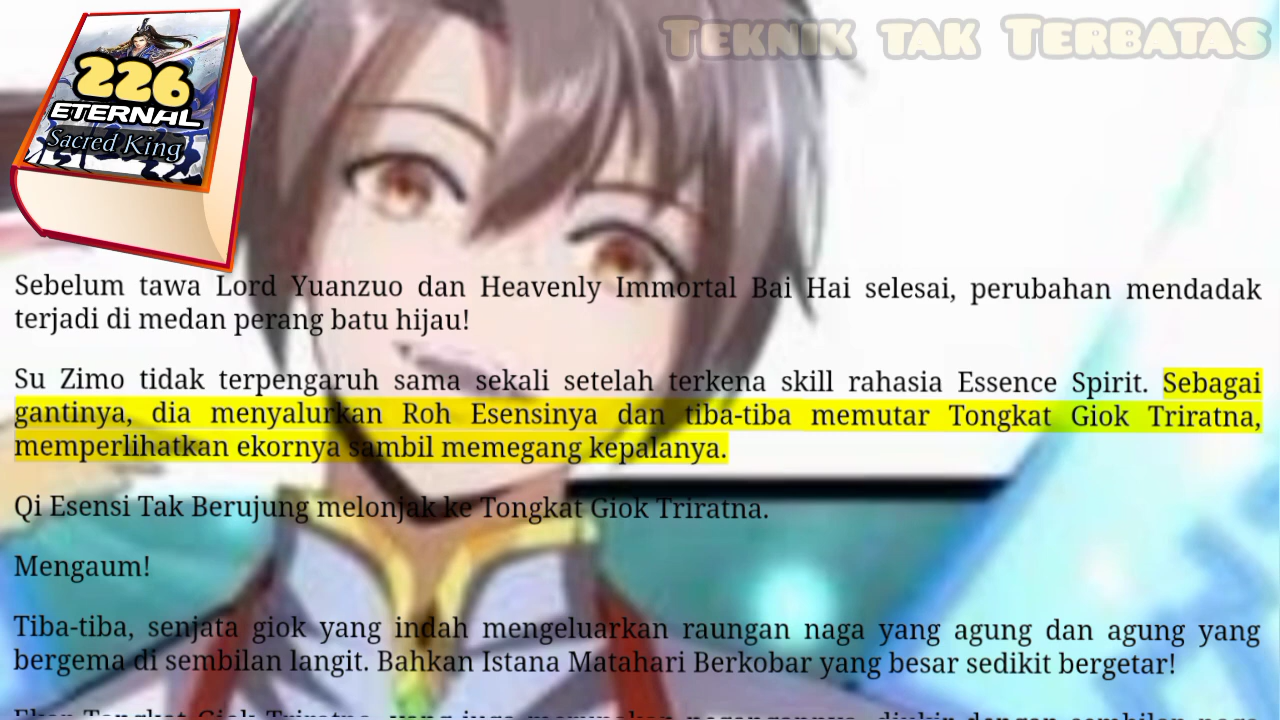 TEKNIK TAK TERBATAS
226
ETERNAL
Sacred King
Sebelum tawa Lord Yuanzuo dan Heavenly Immortal Bai Hai selesai, perubahan mendadak
terjadi di medan perang batu hijau!
Su Zimo tidak terpengaruh sama sekali setelah terkena skill rahasia Essence Spirit. Sebagai
gantinya, dia menyalurkan Roh Esensinya dan tiba-tiba memutar Tongkat Giok Triratna,
memperlihatkan ekornya sambil memegang kepalanya.
Qi Esensi Tak Berujung melonjak ke Tongkat Giok Triratna.
Mengaum!
Tiba-tiba, senjata giok yang indah mengeluarkan raungan naga yang agung dan agung yang
bergema di sembilan langit. Bahkan Istana Matahari Berkobar yang besar sedikit bergetar!